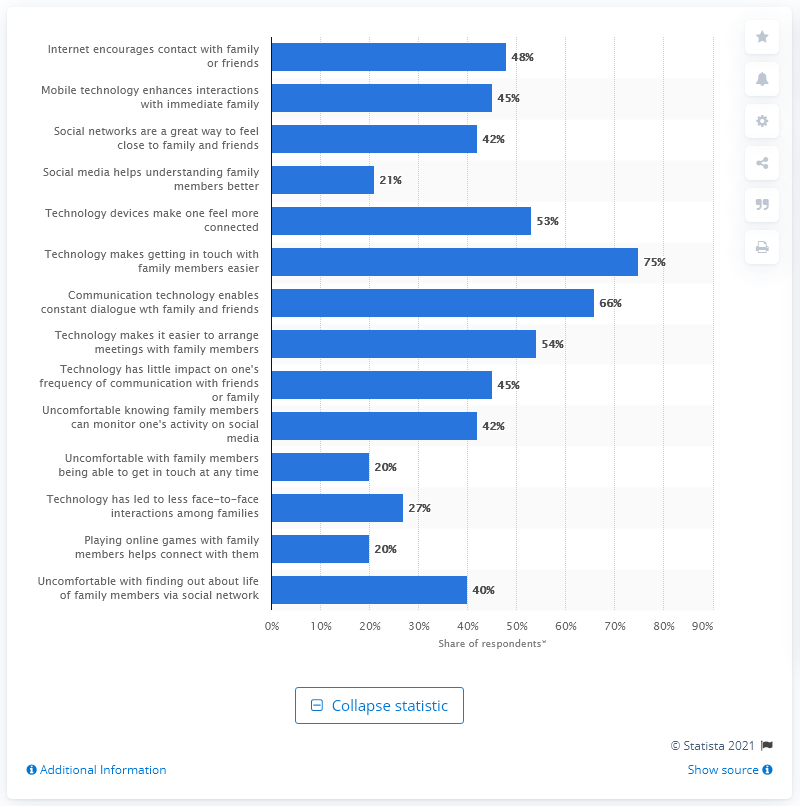 Internet encourages contact with family
or friends
48%
Mobile technology enhances interactions
with immediate family
45%
Social networks are a great way to feel
close to family and friends
42%
Social media helps understanding family
members better
21%
Technology devices make one feel more
connected
53%
Technology makes getting in touch with
family members easier
75%
Communication technology enables
constant dialogue wth family and friends
66%
Technology makes it easier to arrange
meetings with family members
54%
Technology has little impact on one's
frequency of communication with friends
or family
45%
Uncomfortable knowing family members
can monitor one's activity on social
media
42%
Uncomfortable with family members
being able to get in touch at any time
20%
Technology has led to less face-to-face
interactions among families
27%
Playing online games with family
members helps connect with them
20%
Uncomfortable with finding out about life
of family members via social network
40%
0% 10% 20% 30% 40% 50% 60% 70% 80% 90%
Share of respondents*
Collapse statistic
© Statista 2021
Additional Information
Show source